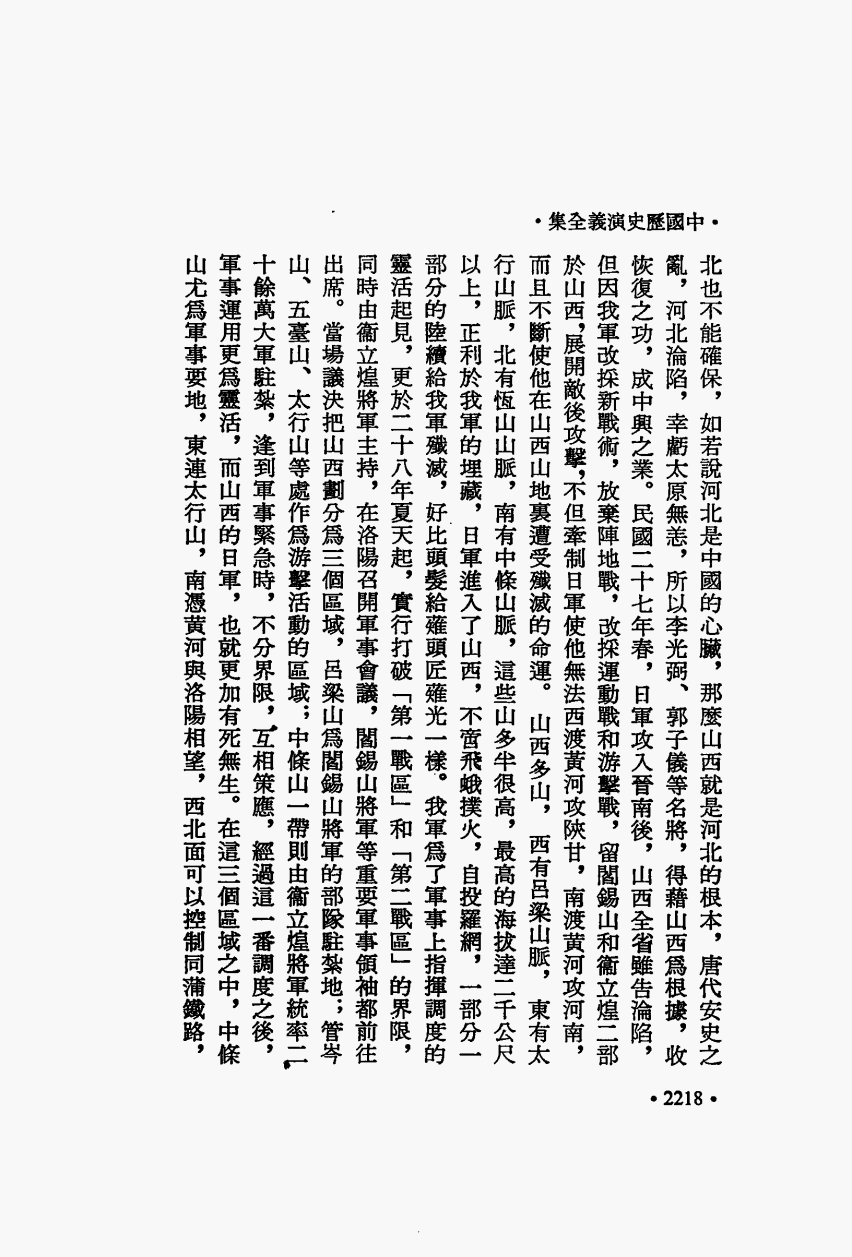 ·中國歷史演義全集·
北也不能確保，如若說河北是中國的心臟，那麼山西就是河北的根本，唐代安史之
亂，河北淪陷，幸虧太原無恙，所以李光弼、郭子儀等名將，得藉山西爲根據，收
恢復之功，成中興之業。民國二十七年春，日軍攻入晉南後，山西全省雖告淪陷，
但因我軍改採新戰術，放棄陣地戰，改採運動戰和游擊戰，留閻錫山和衞立煌二部
於山西，展開敵後攻擊，不但牽制日軍使他無法西渡黃河攻陝甘，南渡黃河攻河南，
而且不斷使他在山西山地裏遭受殲滅的命運。山西多山，西有呂梁山脈，東有太
行山脈，北有恆山山脈，南有中條山脈，這些山多半很高，最高的海拔達二千公尺
以上，正利於我軍的埋藏，日軍進入了山西，不啻飛蛾撲火，自投羅網，一部分一
部分的陸續給我軍殲滅，好比頭髮給薙頭匠薙光一樣。我軍爲了軍事上指揮調度的
靈活起見，更於二十八年夏天起，實行打破「第一戰區」和「第二戰區」的界限，
同時由衞立煌將軍主持，在洛陽召開軍事會議，閻錫山將軍等重要軍事領袖都前往
出席。當場議決把山西劃分爲三個區域，呂梁山爲閻錫山將軍的部隊駐紮地；管岑
山、五臺山、太行山等處作爲游擊活動的區域；中條山一帶則由衞立煌將軍統率二
十餘萬大軍駐紮，逢到軍事緊急時，不分界限，互相策應，經過這一番調度之後，
軍事運用更爲靈活，而山西的日軍，也就更加有死無生。在這三個區域之中，中條
山尤爲軍事要地，東連太行山，南憑黃河與洛陽相望，西北面可以控制同蒲鐵路，
·2218·